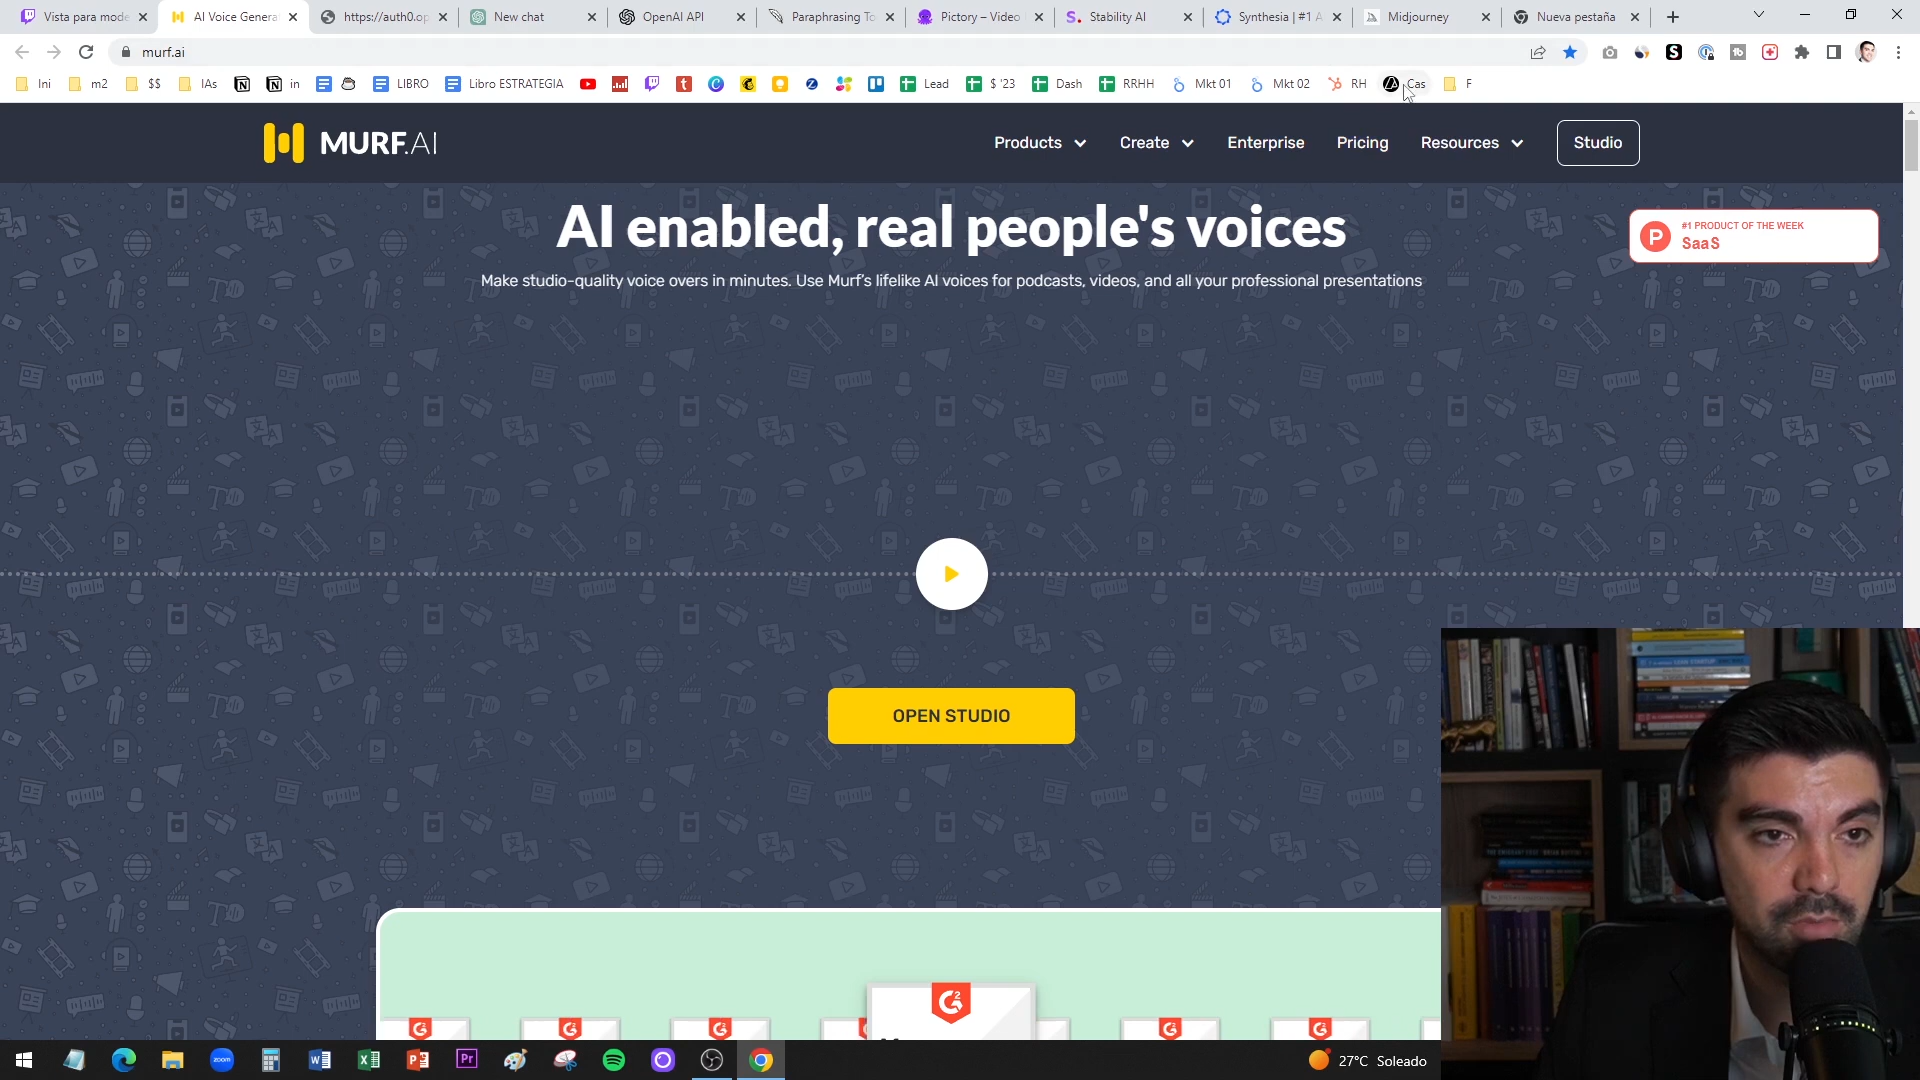 Vista para mode
AI Voice Genera
https://auth0.op
New chat
OpenAI API
Paraphrasing To
Pictory – Video
Stability AI
Synthesia | #1 A
Midjourney
Nueva pestaña
murf.ai
Ini
m2
$$
IAs
in
LIBRO
Libro ESTRATEGIA
Lead
$ '23
Dash
RRHH
Mkt 01
Mkt 02
RH
Cas
F
MURF.AI
Products
Create
Enterprise
Pricing
Resources
Studio
AI enabled, real people's voices
#1 PRODUCT OF THE WEEK
SaaS
Make studio-quality voice overs in minutes. Use Murf's lifelike AI voices for podcasts, videos, and all your professional presentations
OPEN STUDIO
27°C Soleado